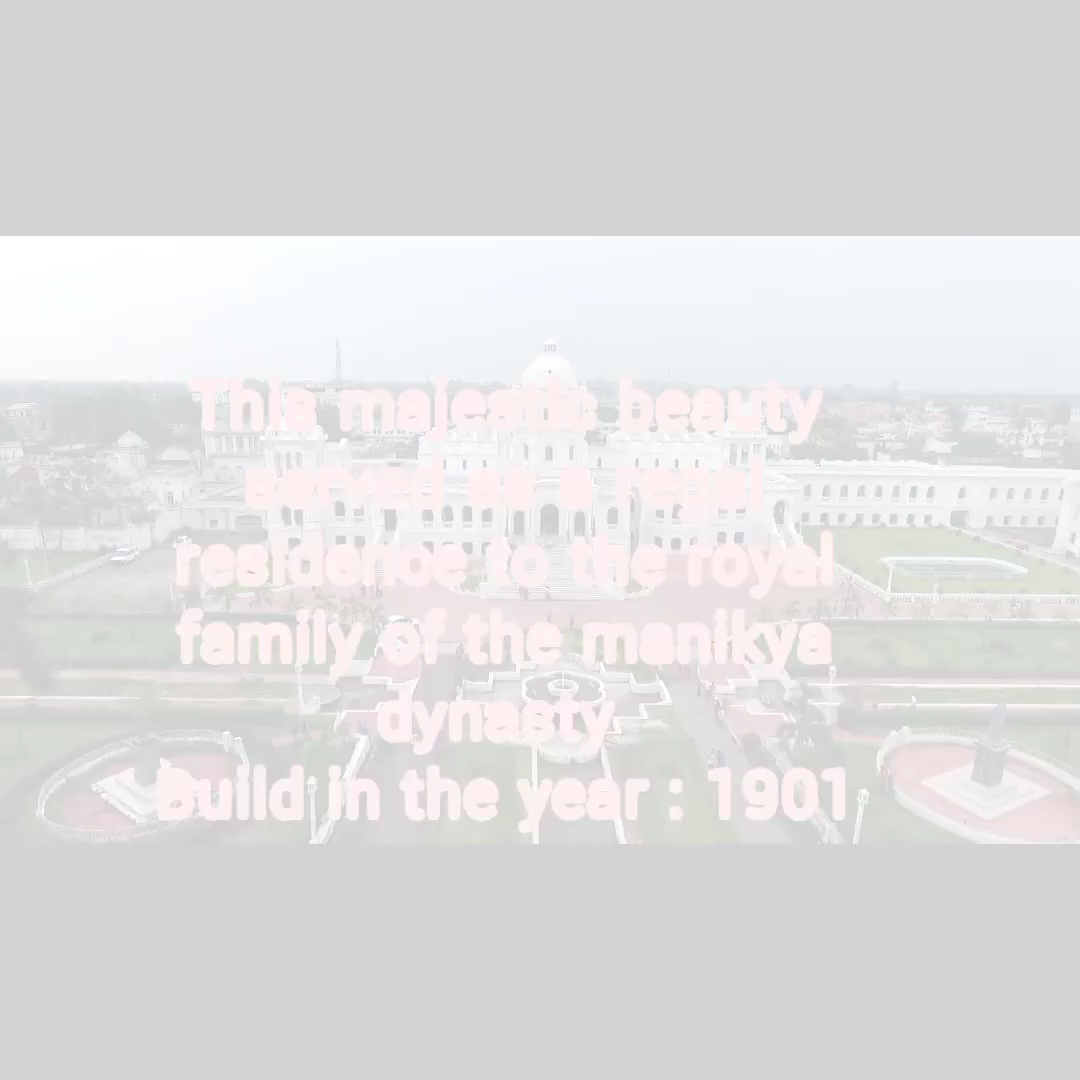 This majestic beauty
served as a regal
residence to the royal
family of the manikya
dynasty
Build in the year : 1901